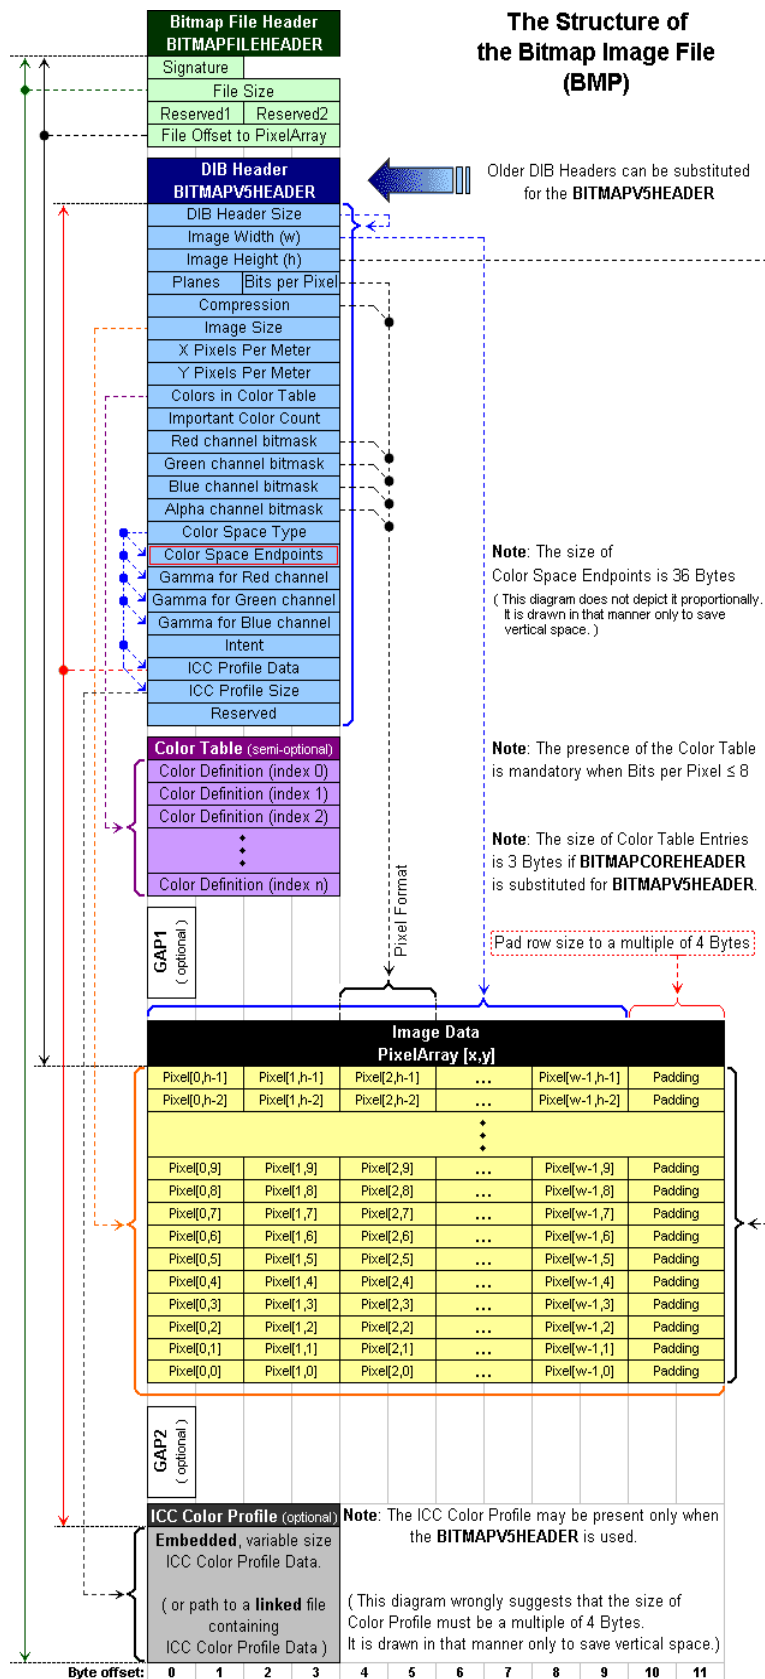 Bitmap File Header
BITMAPFILEHEADER
The Structure of
the Bitmap Image File
(BMP)
Signature
File Size
Reserved1 Reserved2
File Offset to PixelArray
DIB Header
BITMAPV5HEADER
Older DIB Headers can be substituted
for the BITMAPV5HEADER
DIB Header Size
Image Width (w)
Image Height (h)
Planes Bits per Pixel
Compression
Image Size
X Pixels Per Meter
Y Pixels Per Meter
Colors in Color Table
Important Color Count
Red channel bitmask
Green channel bitmask
Blue channel bitmask
Alpha channel bitmask
Color Space Type
Color Space Endpoints
Gamma for Red channel
Gamma for Green channel
Gamma for Blue channel
Intent
ICC Profile Data
ICC Profile Size
Reserved
Note: The size of
Color Space Endpoints is 36 Bytes
( This diagram does not depict it proportionally.
It is drawn in that manner only to save
vertical space. )
Color Table (semi-optional)
Color Definition (index 0)
Color Definition (index 1)
Color Definition (index 2)
Color Definition (index n)
Note: The presence of the Color Table
is mandatory when Bits per Pixel ≤ 8
Note: The size of Color Table Entries
is 3 Bytes if BITMAPCOREHEADER
is substituted for BITMAPV5HEADER.
Pixel Format
GAP1
( optional )
Pad row size to a multiple of 4 Bytes
Image Data
PixelArray [x,y]
Pixel[0,h-1] Pixel[1,h-1] Pixel[2,h-1] ... Pixel[w-1,h-1] Padding
Pixel[0,h-2] Pixel[1,h-2] Pixel[2,h-2] ... Pixel[w-1,h-2] Padding
Pixel[0,9] Pixel[1,9] Pixel[2,9] ... Pixel[w-1,9] Padding
Pixel[0,8] Pixel[1,8] Pixel[2,8] ... Pixel[w-1,8] Padding
Pixel[0,7] Pixel[1,7] Pixel[2,7] ... Pixel[w-1,7] Padding
Pixel[0,6] Pixel[1,6] Pixel[2,6] ... Pixel[w-1,6] Padding
Pixel[0,5] Pixel[1,5] Pixel[2,5] ... Pixel[w-1,5] Padding
Pixel[0,4] Pixel[1,4] Pixel[2,4] ... Pixel[w-1,4] Padding
Pixel[0,3] Pixel[1,3] Pixel[2,3] ... Pixel[w-1,3] Padding
Pixel[0,2] Pixel[1,2] Pixel[2,2] ... Pixel[w-1,2] Padding
Pixel[0,1] Pixel[1,1] Pixel[2,1] ... Pixel[w-1,1] Padding
Pixel[0,0] Pixel[1,0] Pixel[2,0] ... Pixel[w-1,0] Padding
GAP2
( optional )
ICC Color Profile (optional)
Embedded, variable size
ICC Color Profile Data.
( or path to a linked file
containing
ICC Color Profile Data )
Note: The ICC Color Profile may be present only when
the BITMAPV5HEADER is used.
( This diagram wrongly suggests that the size of
Color Profile must be a multiple of 4 Bytes.
It is drawn in that manner only to save vertical space.)
Byte offset: 0 1 2 3 4 5 6 7 8 9 10 11